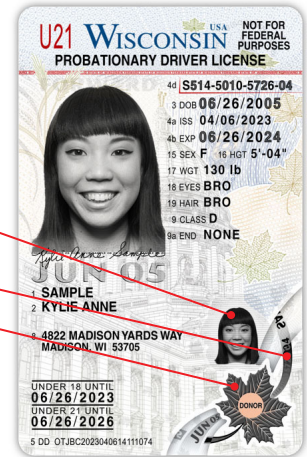 U21 WISCONSIN USA NOT FOR FEDERAL PURPOSES
PROBATIONARY DRIVER LICENSE
4d S514-5010-5726-04
3 DOB 06/26/2005
4a ISS 04/06/2023
4b EXP 06/26/2024
15 SEX F 16 HGT 5'-04"
17 WGT 130 lb
18 EYES BRO
19 HAIR BRO
9 CLASS D
9a END NONE
Kylie Anne Sample
JUN 05
1 SAMPLE
2 KYLIE ANNE
8 4822 MADISON YARDS WAY
MADISON, WI 53705
UNDER 18 UNTIL
06/26/2023
UNDER 21 UNTIL
06/26/2026
5 DD OTJBC2023040614111074
DONOR